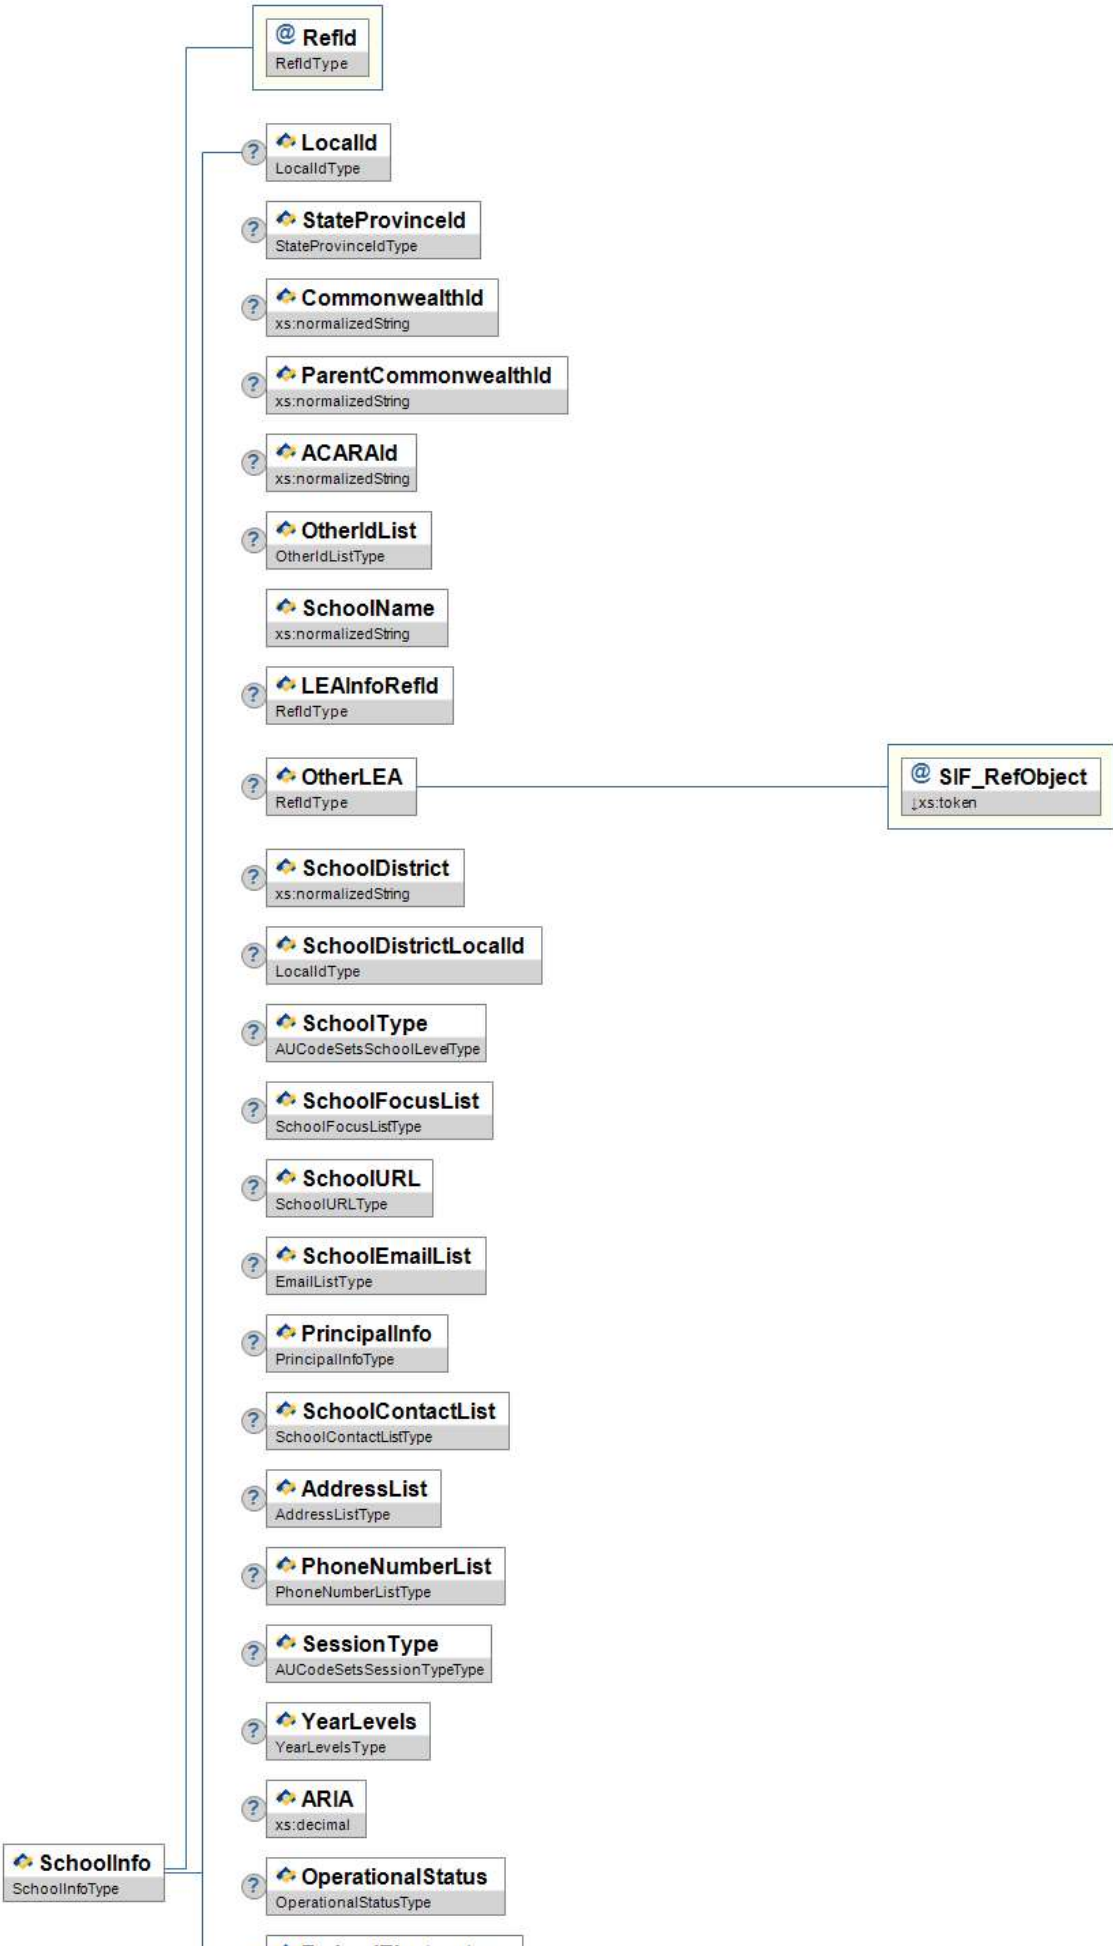 @ RefId
RefIdType
? LocalId
LocalIdType
? StateProvinceId
StateProvinceIdType
? CommonwealthId
xs:normalizedString
? ParentCommonwealthId
xs:normalizedString
? ACARAId
xs:normalizedString
? OtherIdList
OtherIdListType
SchoolName
xs:normalizedString
? LEAInfoRefId
RefIdType
? OtherLEA
RefIdType
@ SIF_RefObject
↓xs:token
? SchoolDistrict
xs:normalizedString
? SchoolDistrictLocalId
LocalIdType
? SchoolType
AUCodeSetsSchoolLevelType
? SchoolFocusList
SchoolFocusListType
? SchoolURL
SchoolURLType
? SchoolEmailList
EmailListType
? PrincipalInfo
PrincipalInfoType
? SchoolContactList
SchoolContactListType
? AddressList
AddressListType
? PhoneNumberList
PhoneNumberListType
? SessionType
AUCodeSetsSessionTypeType
? YearLevels
YearLevelsType
? ARIA
xs:decimal
SchoolInfo
SchoolInfoType
? OperationalStatus
OperationalStatusType